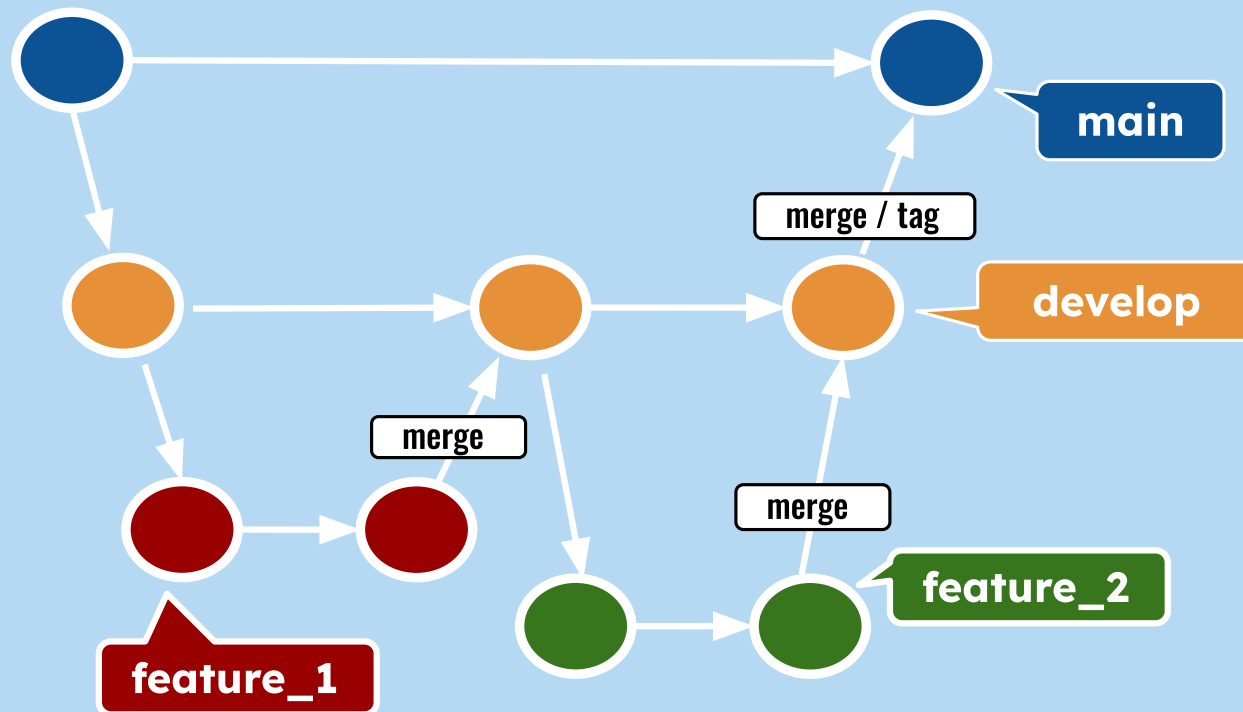 main
merge / tag
develop
merge
merge
feature_2
feature_1